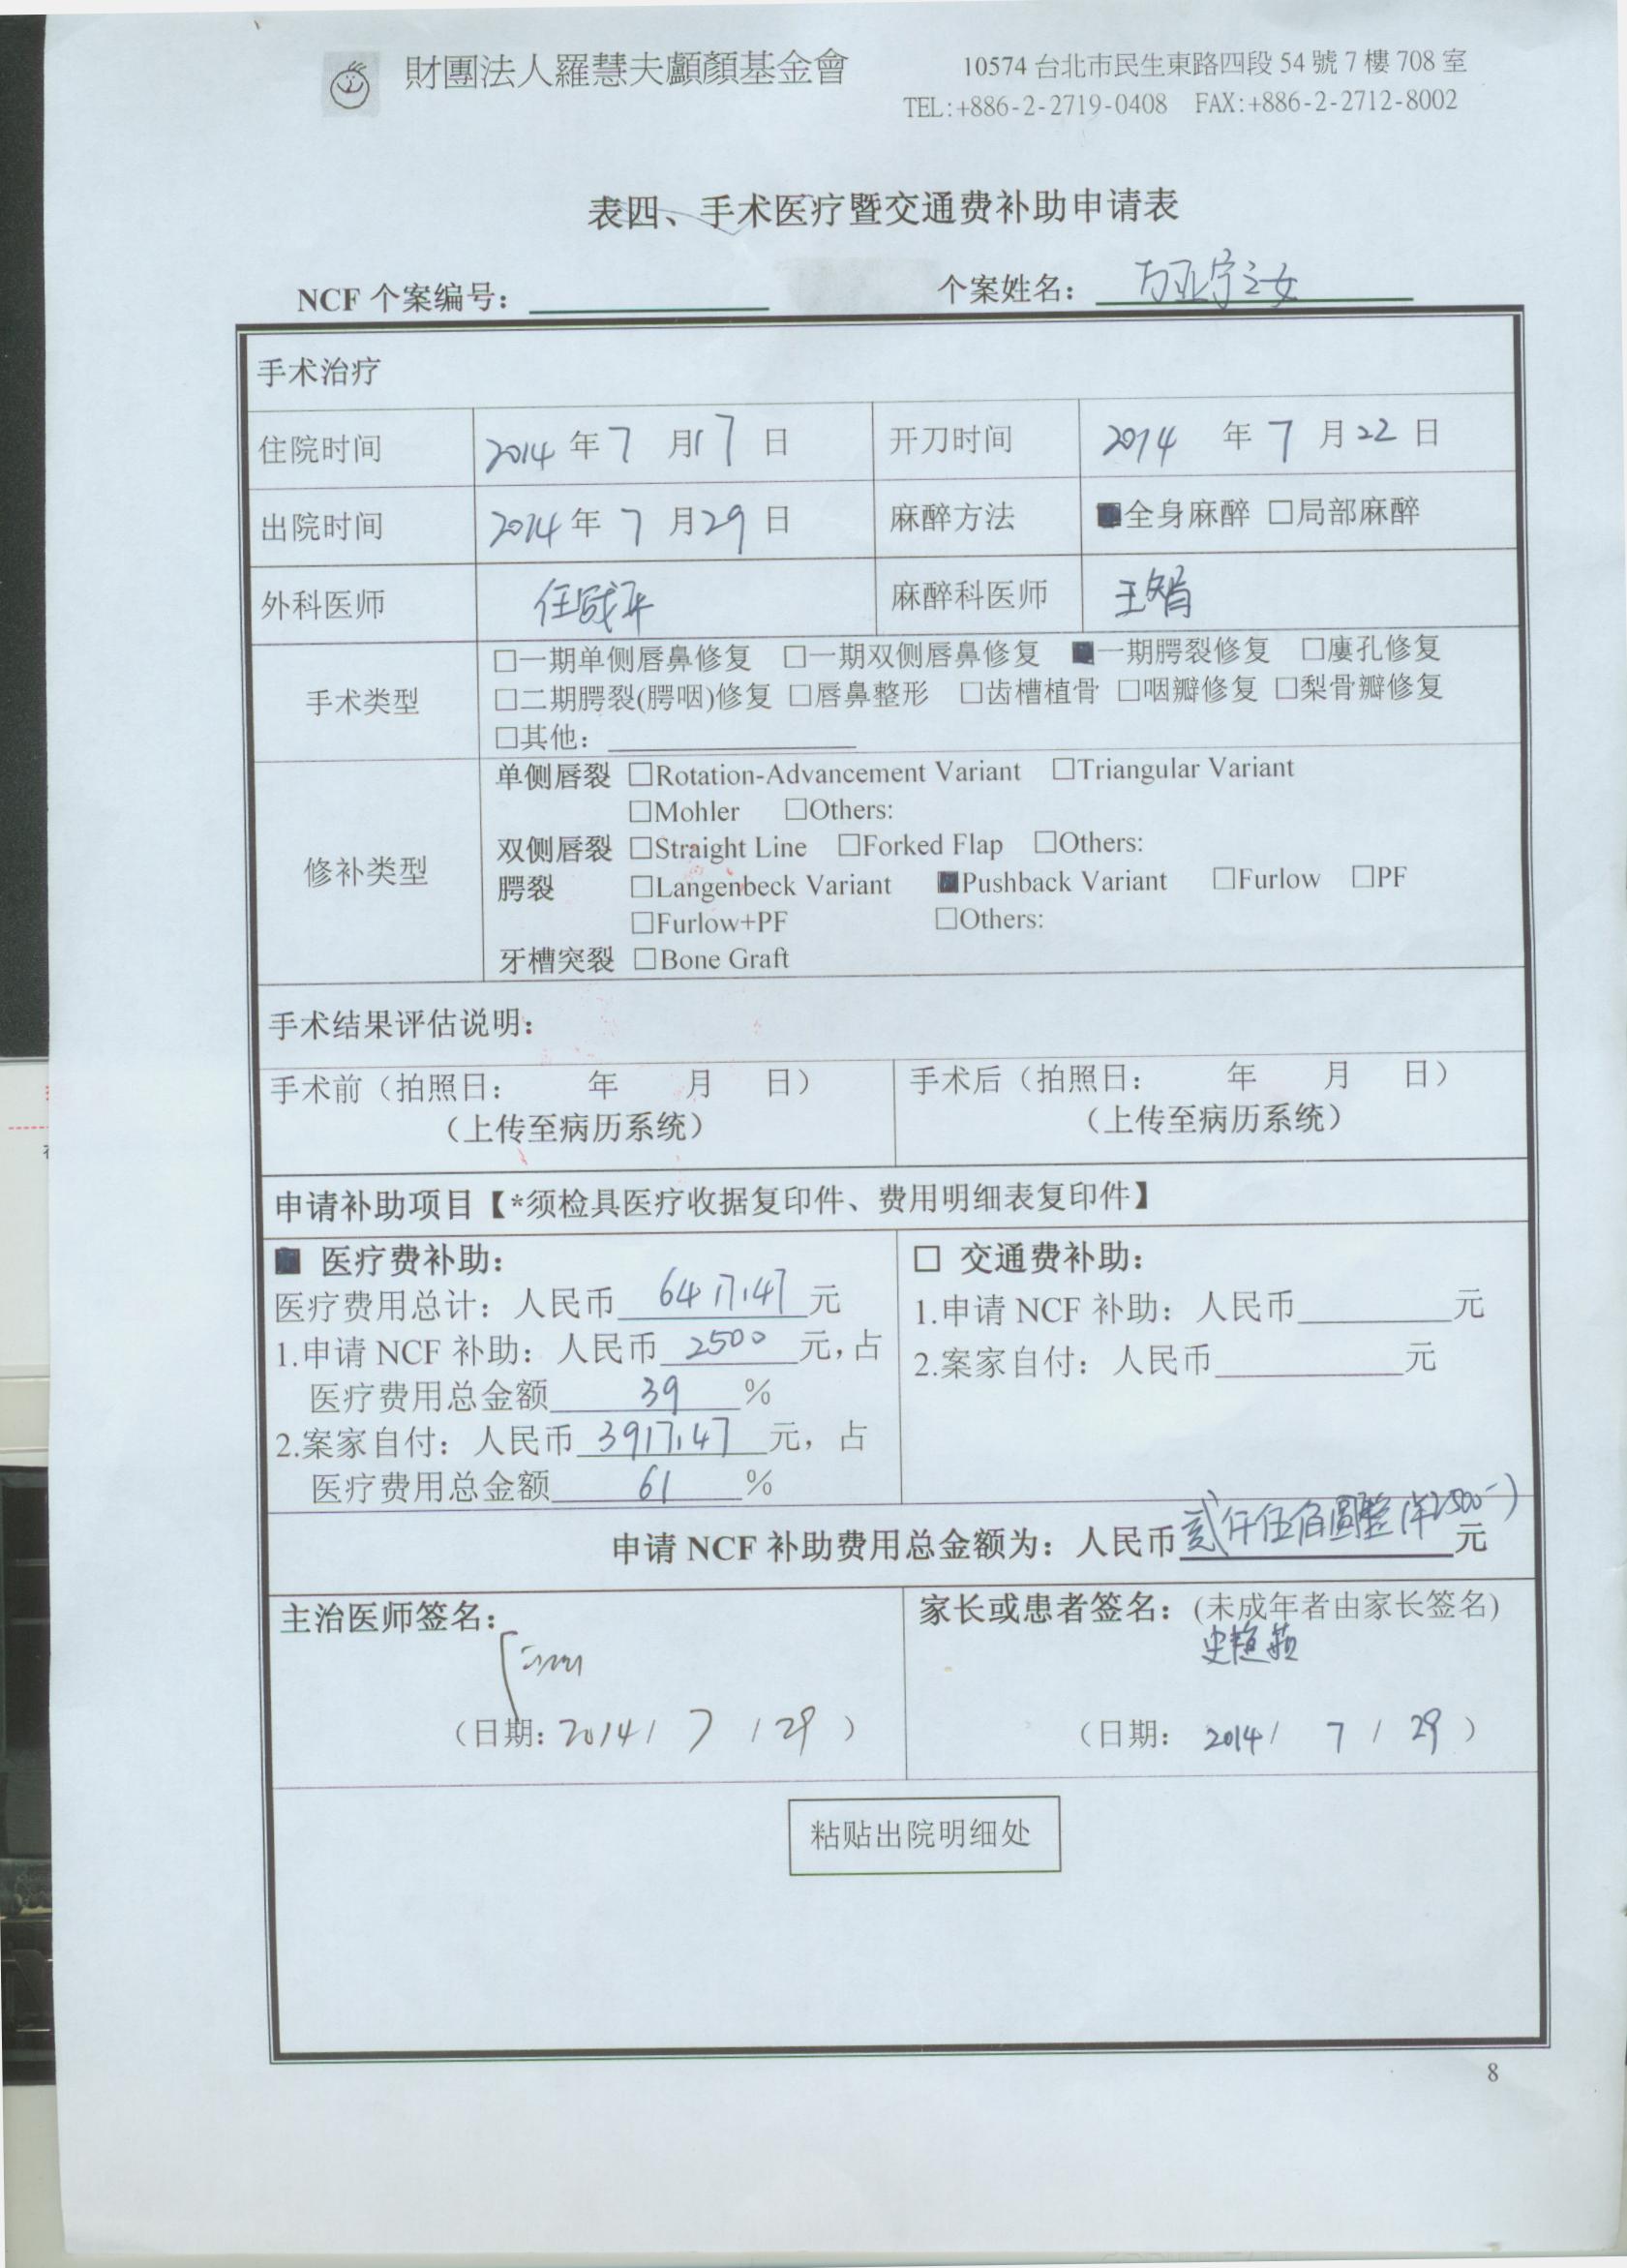 財團法人羅慧夫顱顏基金會
10574 台北市民生東路四段 54 號 7 樓 708 室
TEL:+886-2-2719-0408 FAX:+886-2-2712-8002
表四、手术医疗暨交通费补助申请表
NCF 个案编号：
个案姓名：亚宇之女
手术治疗
住院时间 2014 年 7 月 17 日 开刀时间 2014 年 7 月 22 日
出院时间 2014 年 7 月 29 日 麻醉方法 ■全身麻醉 □局部麻醉
外科医师 任战平 麻醉科医师 王娟
手术类型
□一期单侧唇鼻修复 □一期双侧唇鼻修复 ■一期腭裂修复 □廔孔修复
□二期腭裂(腭咽)修复 □唇鼻整形 □齿槽植骨 □咽瓣修复 □梨骨瓣修复
□其他：
修补类型
单侧唇裂 □Rotation-Advancement Variant □Triangular Variant
□Mohler □Others:
双侧唇裂 □Straight Line □Forked Flap □Others:
腭裂 □Langenbeck Variant ■Pushback Variant □Furlow □PF
□Furlow+PF □Others:
牙槽突裂 □Bone Graft
手术结果评估说明：
手术前（拍照日： 年 月 日）
（上传至病历系统）
手术后（拍照日： 年 月 日）
（上传至病历系统）
申请补助项目【*须检具医疗收据复印件、费用明细表复印件】
■ 医疗费补助：
医疗费用总计：人民币 6417.47 元
1.申请 NCF 补助：人民币 2500 元，占
医疗费用总金额 39 %
2.案家自付：人民币 3917.47 元，占
医疗费用总金额 61 %
□ 交通费补助：
1.申请 NCF 补助：人民币 元
2.案家自付：人民币 元
申请 NCF 补助费用总金额为：人民币贰仟伍佰圆整(¥2500-)元
主治医师签名：
（日期：2014 / 7 / 29 ）
家长或患者签名：(未成年者由家长签名)
（日期： 2014 / 7 / 29 ）
粘贴出院明细处
8